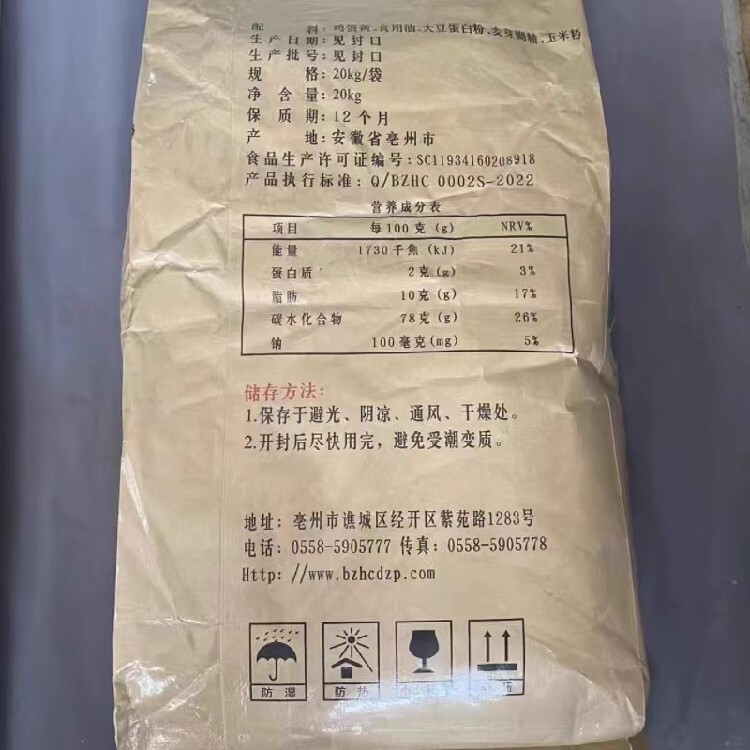 配 料: 鸡蛋黄、食用油、大豆蛋白粉、麦芽糊精、玉米粉
生产日期: 见封口
生产批号: 见封口
规 格: 20kg/袋
净 含 量: 20kg
保 质 期: 12个月
产 地: 安徽省亳州市
食品生产许可证编号: SC11934160208918
产品执行标准: Q/BZHC 0002S-2022
营养成分表
项目 每100克(g) NRV%
能量 1730千焦(kJ) 21%
蛋白质 2克(g) 3%
脂肪 10克(g) 17%
碳水化合物 78克(g) 26%
钠 100毫克(mg) 5%
储存方法:
1.保存于避光、阴凉、通风、干燥处。
2.开封后尽快用完，避免受潮变质。
地址: 亳州市谯城区经开区紫苑路1283号
电话: 0558-5905777 传真: 0558-5905778
Http: //www.bzhcdzp.com
防湿 防热